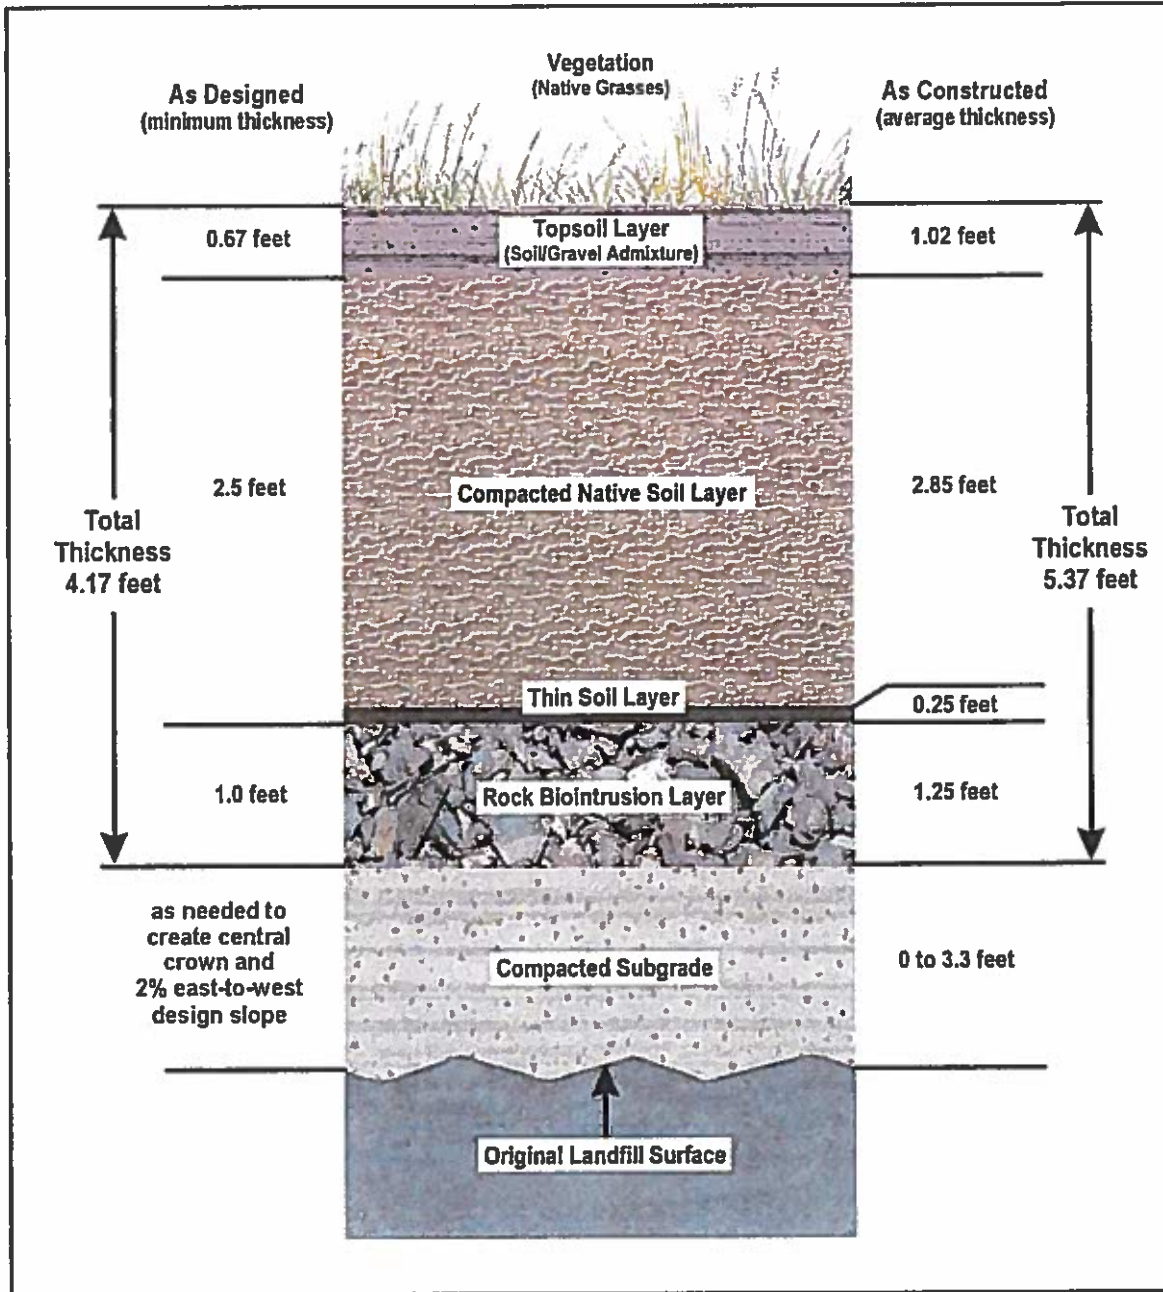 Vegetation
(Native Grasses)
As Designed
(minimum thickness)
As Constructed
(average thickness)
0.67 feet
Topsoil Layer
(Soil/Gravel Admixture)
1.02 feet
2.5 feet
Compacted Native Soil Layer
2.85 feet
Total
Thickness
4.17 feet
Total
Thickness
5.37 feet
Thin Soil Layer
0.25 feet
1.0 feet
Rock Biointrusion Layer
1.25 feet
as needed to
create central
crown and
2% east-to-west
design slope
Compacted Subgrade
0 to 3.3 feet
Original Landfill Surface